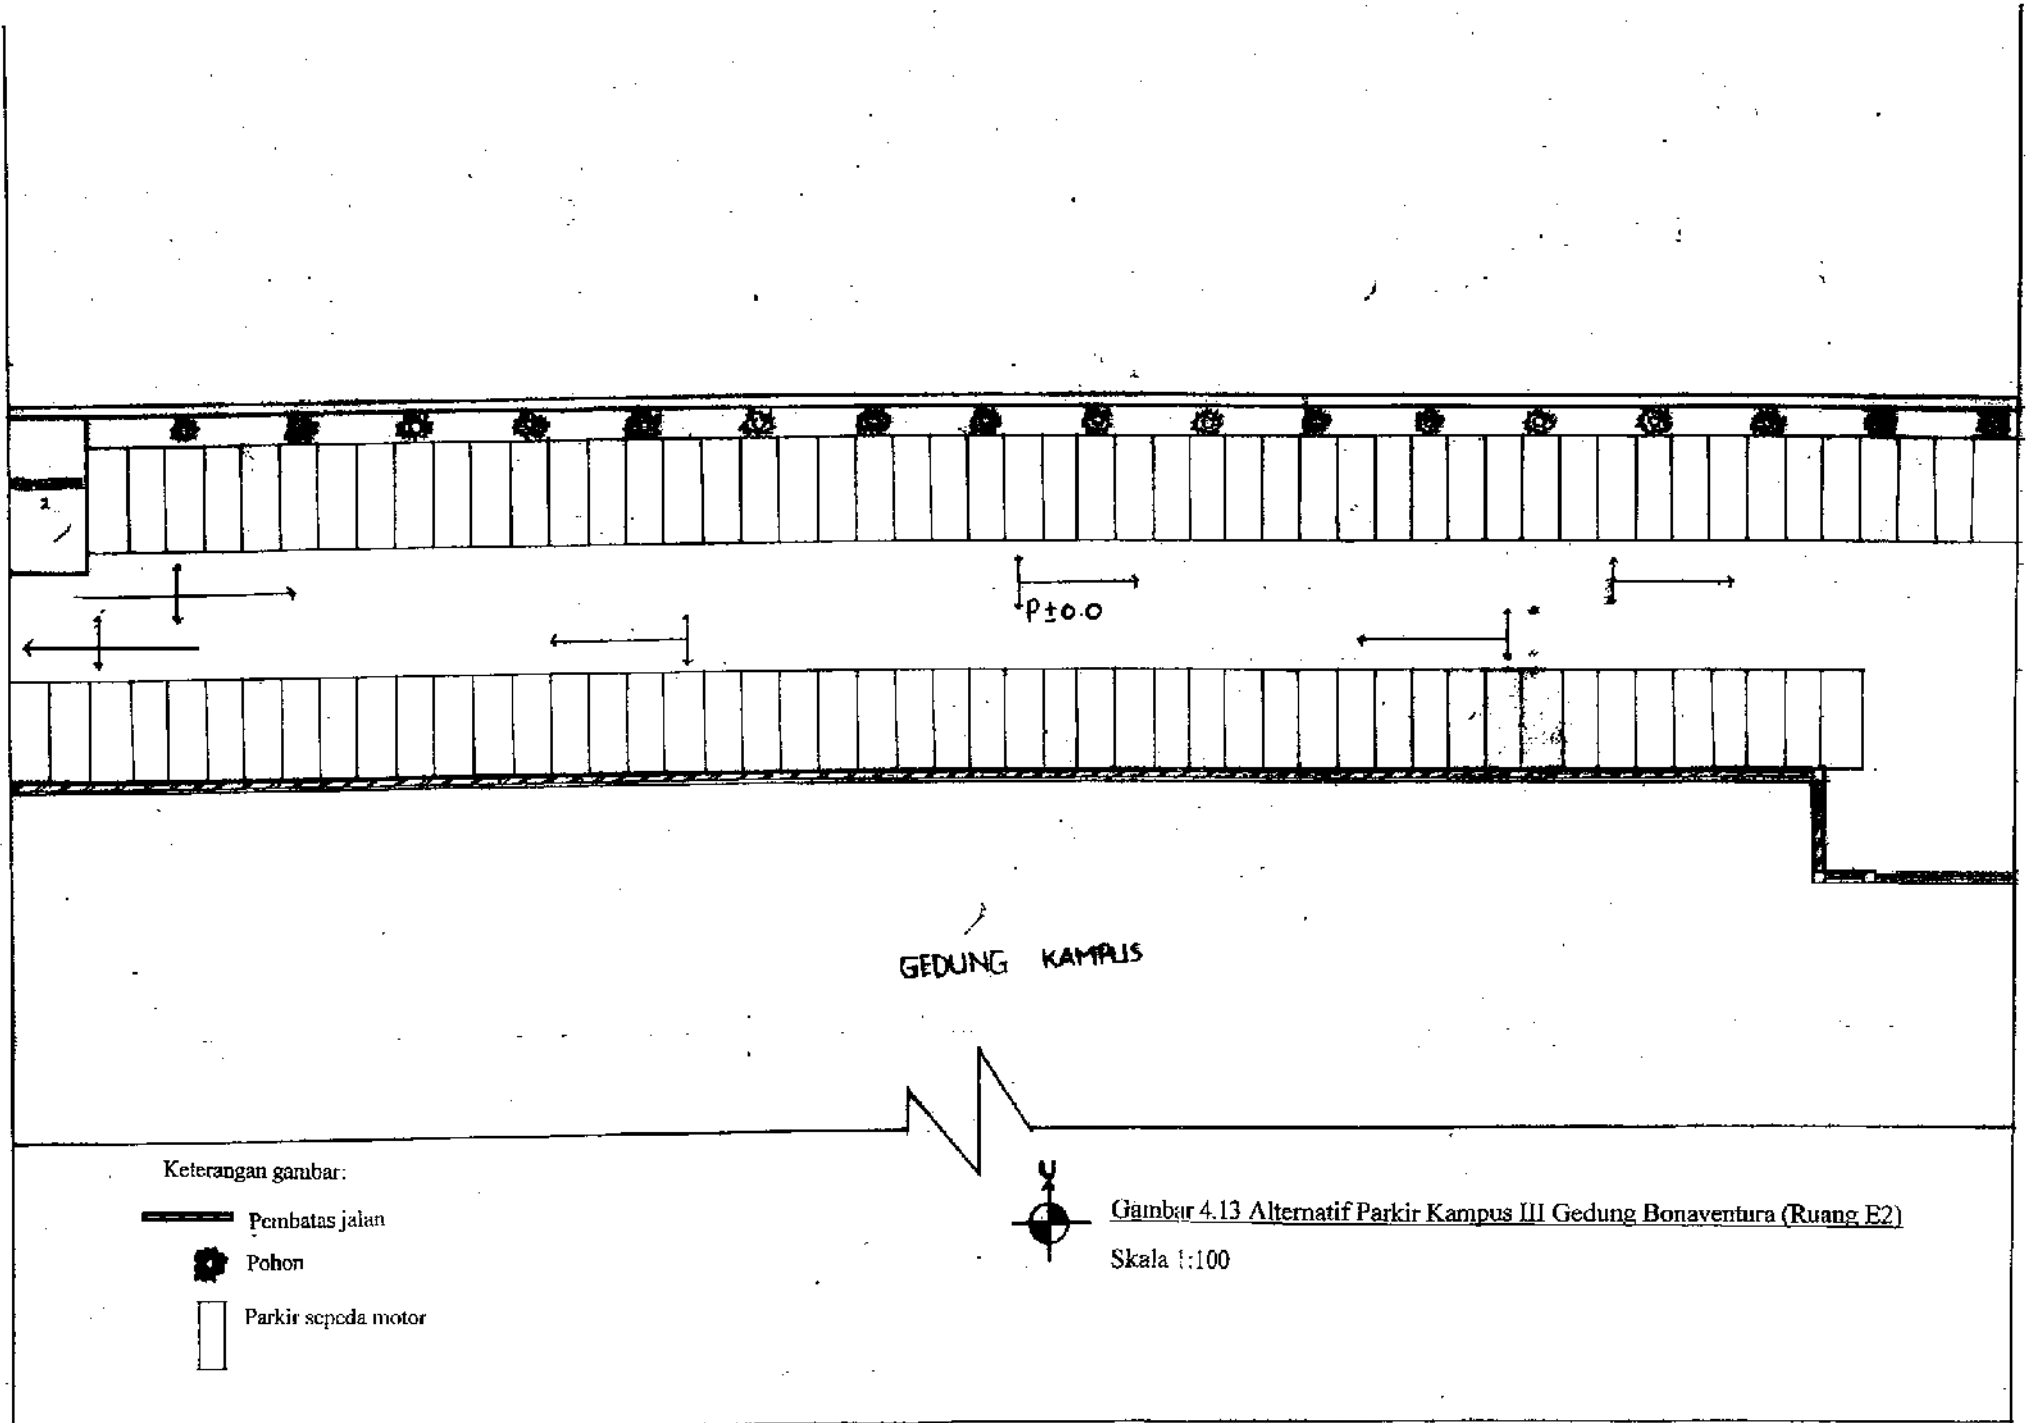 P±0.0
GEDUNG KAMPUS
Keterangan gambar:
Pembatas jalan
Pohon
Parkir sepeda motor
U
Gambar 4.13 Alternatif Parkir Kampus III Gedung Bonaventura (Ruang E2)
Skala 1:100